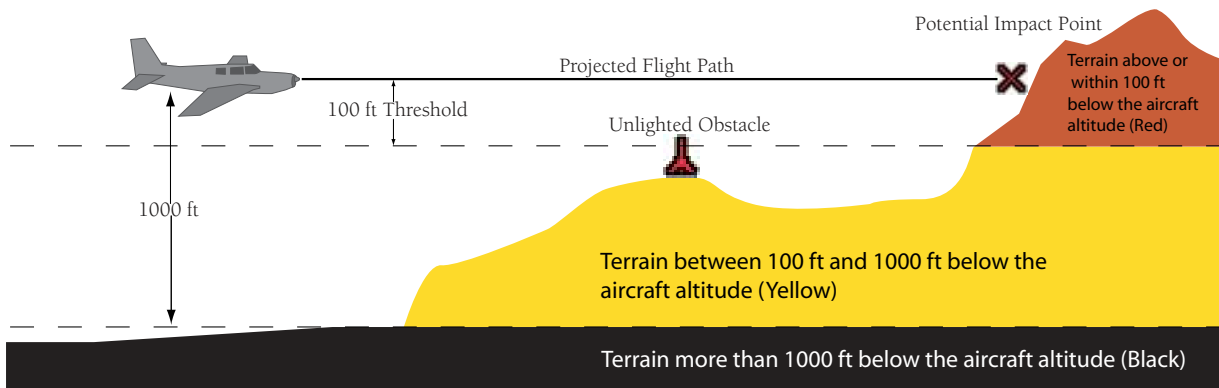 Potential Impact Point
Projected Flight Path
Terrain above or
within 100 ft
below the aircraft
altitude (Red)
100 ft Threshold
Unlighted Obstacle
1000 ft
Terrain between 100 ft and 1000 ft below the
aircraft altitude (Yellow)
Terrain more than 1000 ft below the aircraft altitude (Black)